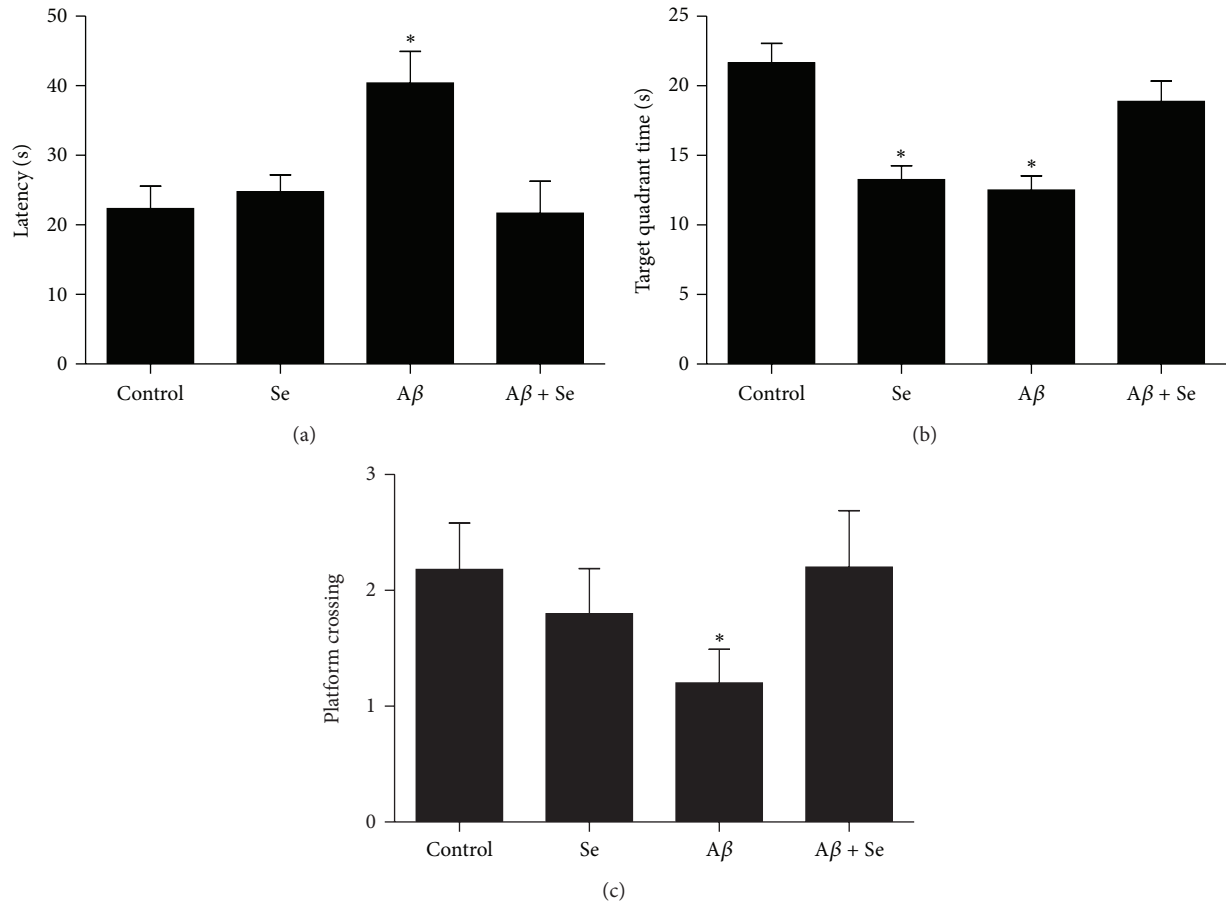 50
40
30
20
10
0
Latency (s)
*
Control
Se
Aβ
Aβ + Se
(a)
25
20
15
10
5
0
Target quadrant time (s)
*
*
Control
Se
Aβ
Aβ + Se
(b)
3
2
1
0
Platform crossing
*
Control
Se
Aβ
Aβ + Se
(c)